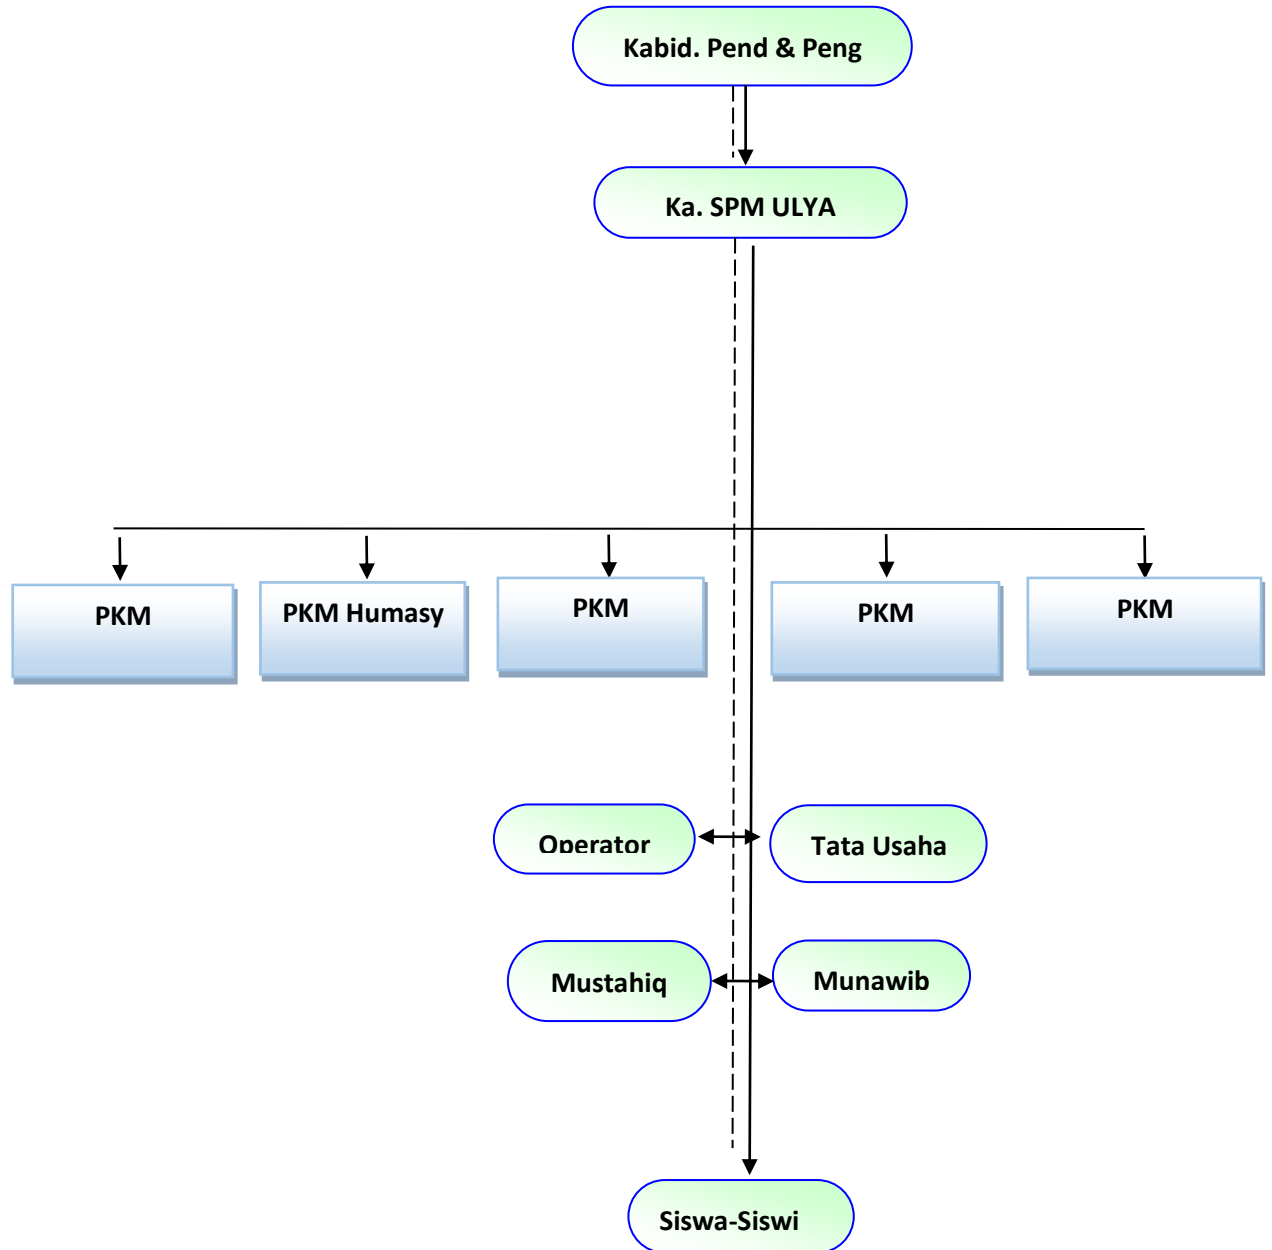 Kabid. Pend & Peng
Ka. SPM ULYA
PKM
PKM Humasy
PKM
PKM
PKM
Operator
Tata Usaha
Mustahiq
Munawib
Siswa-Siswi